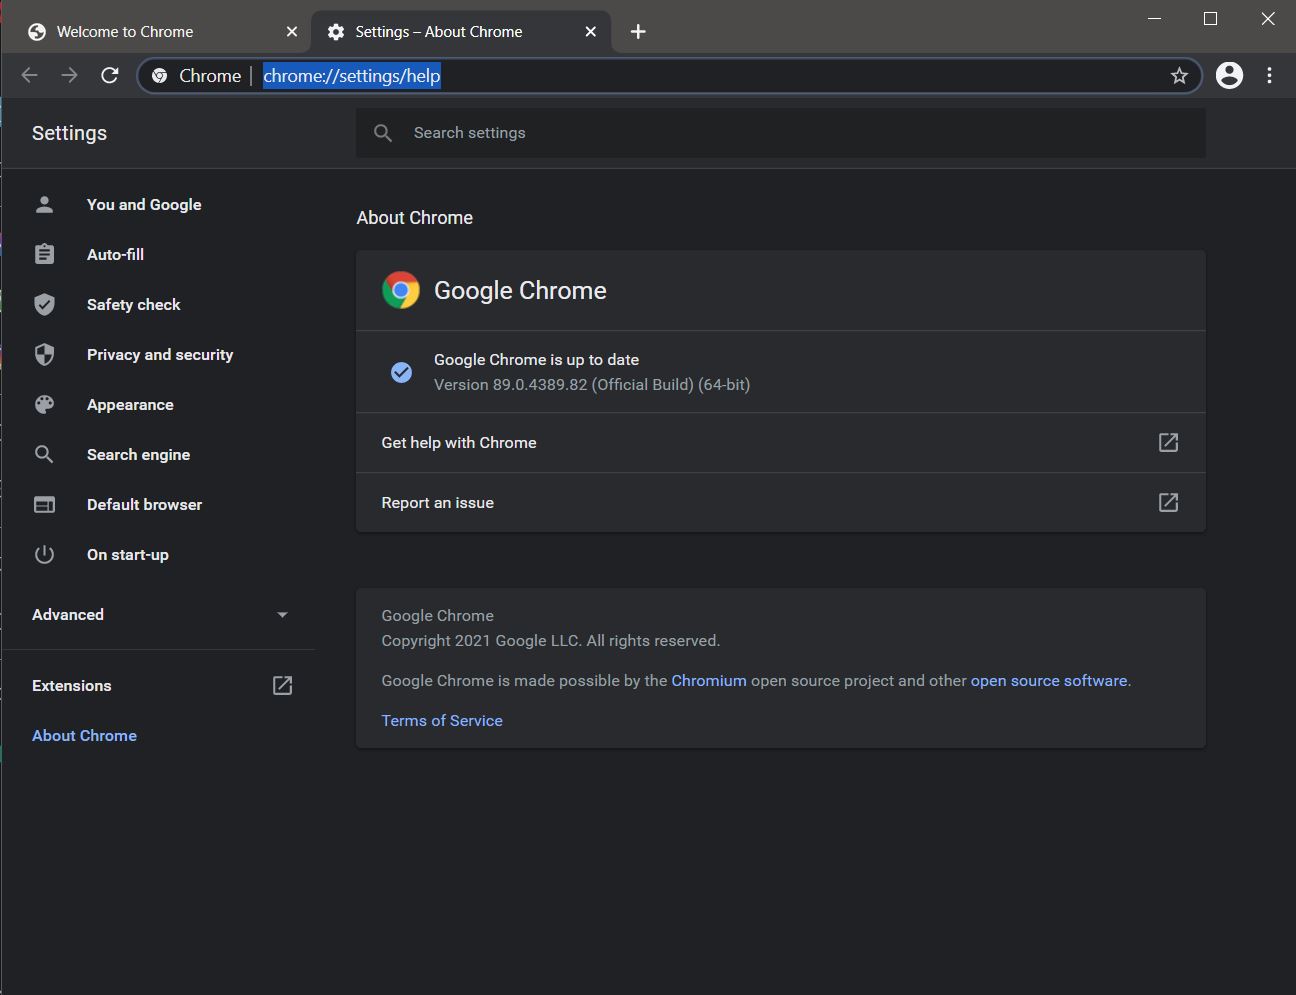 Welcome to Chrome
Settings – About Chrome
Chrome
chrome://settings/help
Settings
Search settings
You and Google
Auto-fill
Safety check
Privacy and security
Appearance
Search engine
Default browser
On start-up
Advanced
Extensions
About Chrome
About Chrome
Google Chrome
Google Chrome is up to date
Version 89.0.4389.82 (Official Build) (64-bit)
Get help with Chrome
Report an issue
Google Chrome
Copyright 2021 Google LLC. All rights reserved.
Google Chrome is made possible by the Chromium open source project and other open source software.
Terms of Service